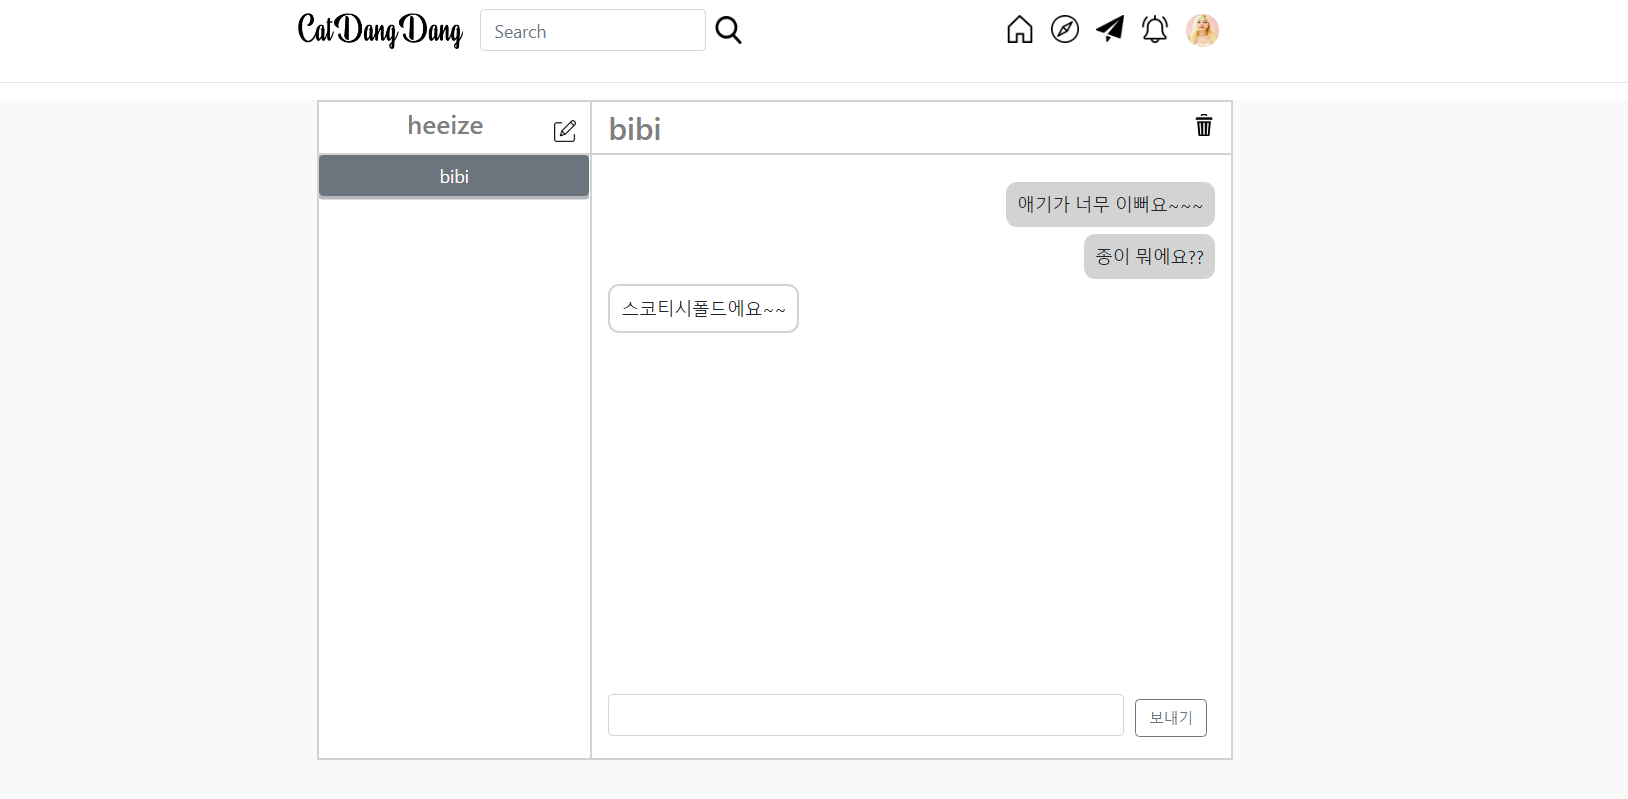 CatDangDang
Search
heeize
bibi
bibi
애기가 너무 이뻐요~~~
종이 뭐에요??
스코티시폴드에요~~
보내기